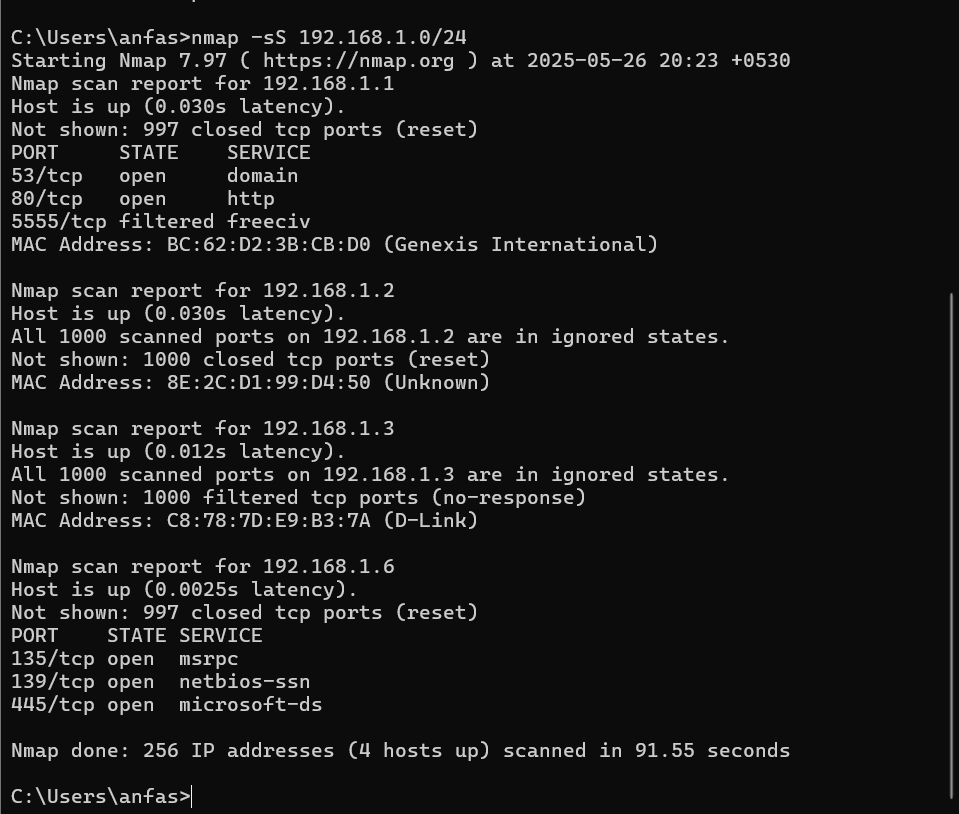 C:\Users\anfas>nmap -sS 192.168.1.0/24
Starting Nmap 7.97 ( https://nmap.org ) at 2025-05-26 20:23 +0530
Nmap scan report for 192.168.1.1
Host is up (0.030s latency).
Not shown: 997 closed tcp ports (reset)
PORT     STATE    SERVICE
53/tcp   open     domain
80/tcp   open     http
5555/tcp filtered freeciv
MAC Address: BC:62:D2:3B:CB:D0 (Genexis International)

Nmap scan report for 192.168.1.2
Host is up (0.030s latency).
All 1000 scanned ports on 192.168.1.2 are in ignored states.
Not shown: 1000 closed tcp ports (reset)
MAC Address: 8E:2C:D1:99:D4:50 (Unknown)

Nmap scan report for 192.168.1.3
Host is up (0.012s latency).
All 1000 scanned ports on 192.168.1.3 are in ignored states.
Not shown: 1000 filtered tcp ports (no-response)
MAC Address: C8:78:7D:E9:B3:7A (D-Link)

Nmap scan report for 192.168.1.6
Host is up (0.0025s latency).
Not shown: 997 closed tcp ports (reset)
PORT    STATE SERVICE
135/tcp open  msrpc
139/tcp open  netbios-ssn
445/tcp open  microsoft-ds

Nmap done: 256 IP addresses (4 hosts up) scanned in 91.55 seconds

C:\Users\anfas>